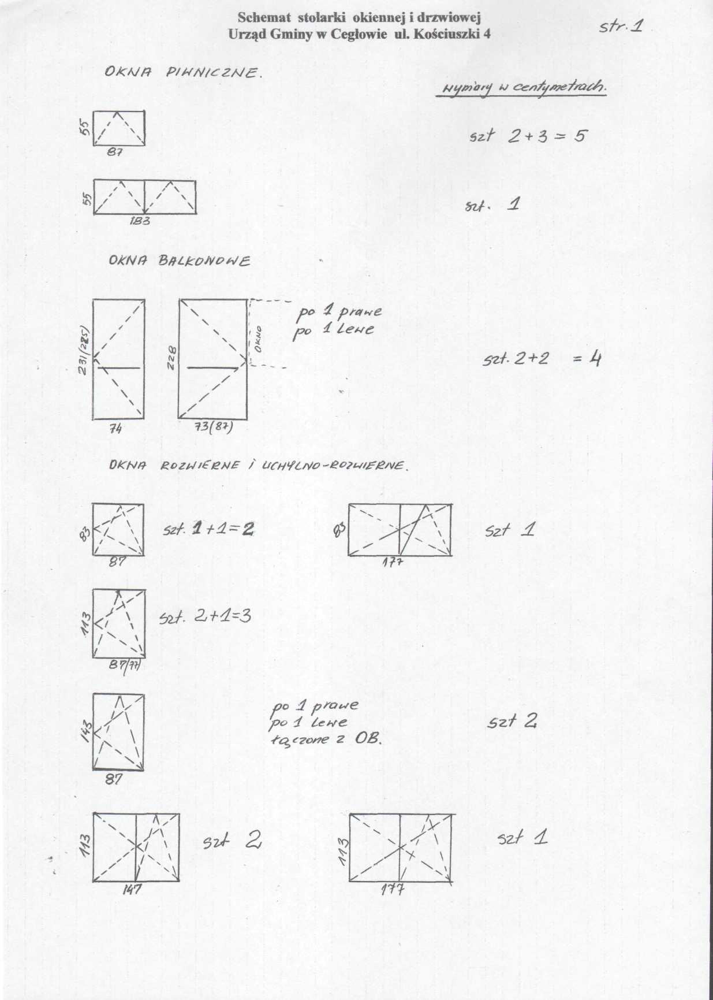 Schemat stolarki okiennej i drzwiowej
Urząd Gminy w Cegłowie ul. Kościuszki 4
str. 1
OKNA PIWNICZNE.
wymiary w centymetrach.
55
87
szt 2+3 = 5
55
183
szt. 1
OKNA BALKONOWE
231(225)
74
228
73(87)
OKNO
po 1 prawe
po 1 lewe
szt. 2+2 = 4
OKNA ROZWIERNE i UCHYLNO-ROZWIERNE.
83
87
szt. 1+1=2
83
177
szt 1
113
87(77)
szt. 2+1=3
143
87
po 1 prawe
po 1 lewe
łączone z OB.
szt 2
113
147
szt 2
113
177
szt 1